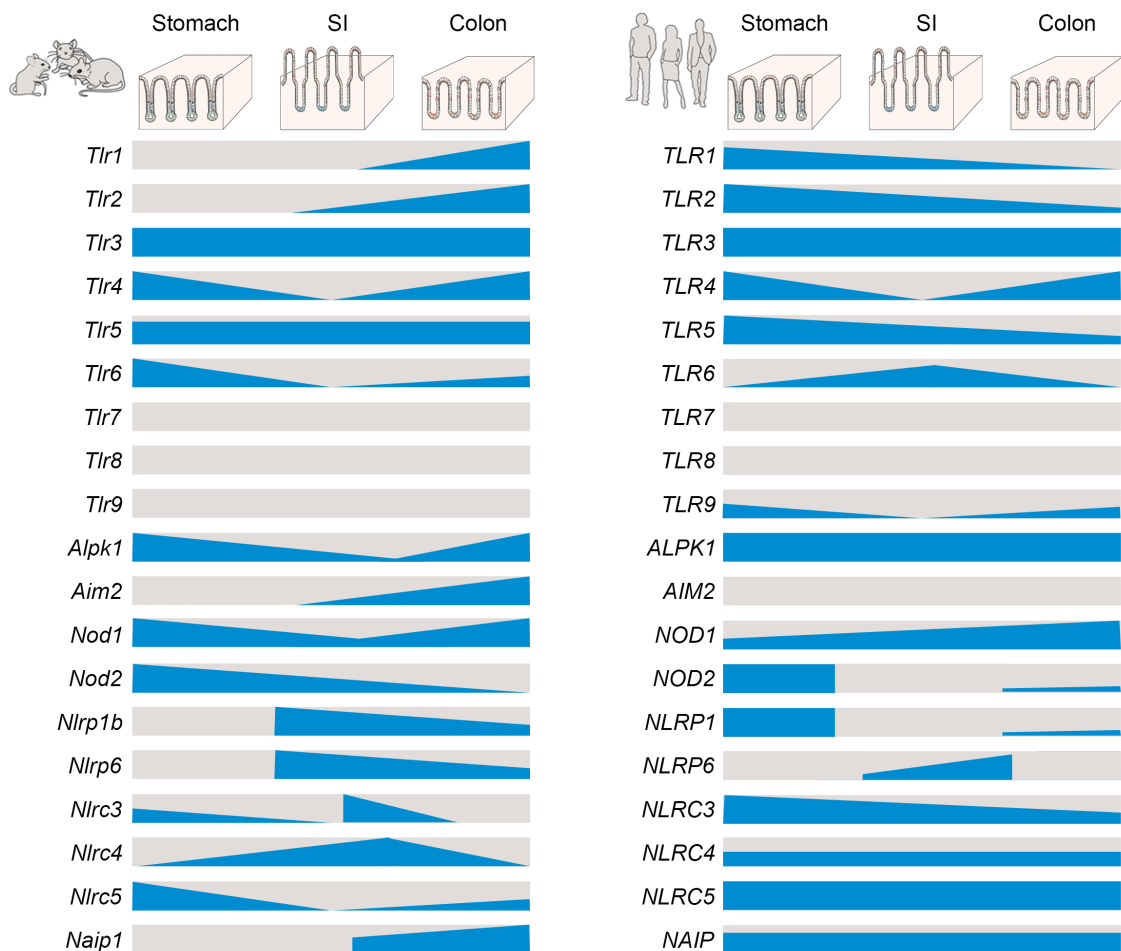 Stomach SI Colon
Tlr1
Tlr2
Tlr3
Tlr4
Tlr5
Tlr6
Tlr7
Tlr8
Tlr9
Alpk1
Aim2
Nod1
Nod2
Nlrp1b
Nlrp6
Nlrc3
Nlrc4
Nlrc5
Naip1
Stomach SI Colon
TLR1
TLR2
TLR3
TLR4
TLR5
TLR6
TLR7
TLR8
TLR9
ALPK1
AIM2
NOD1
NOD2
NLRP1
NLRP6
NLRC3
NLRC4
NLRC5
NAIP